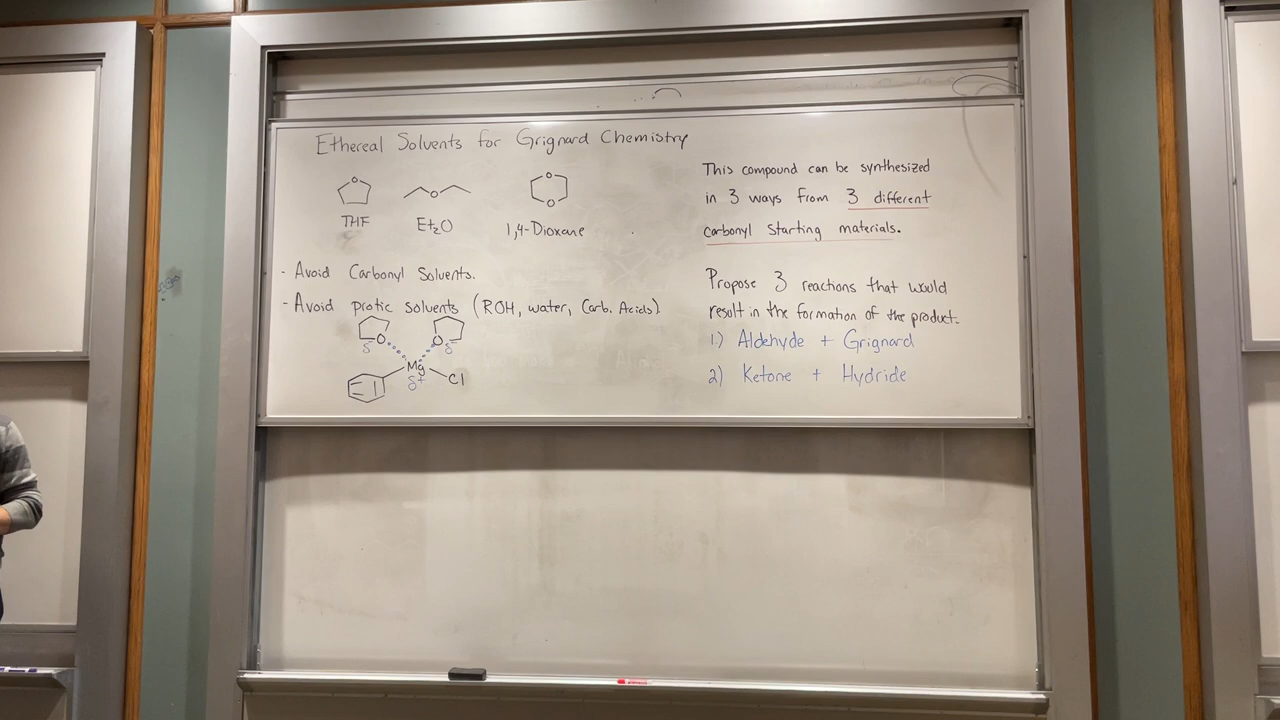 Ethereal Solvents for Grignard Chemistry
O
O
O
O
THF
Et₂O
1,4-Dioxane
- Avoid Carbonyl Solvents.
- Avoid protic solvents (ROH, water, Carb. Acids).
O
O
δ⁻
δ⁻
Mg
δ⁺
Cl
This compound can be synthesized
in 3 ways from 3 different
carbonyl starting materials.
Propose 3 reactions that would
result in the formation of the product.
1.) Aldehyde + Grignard
2) Ketone + Hydride